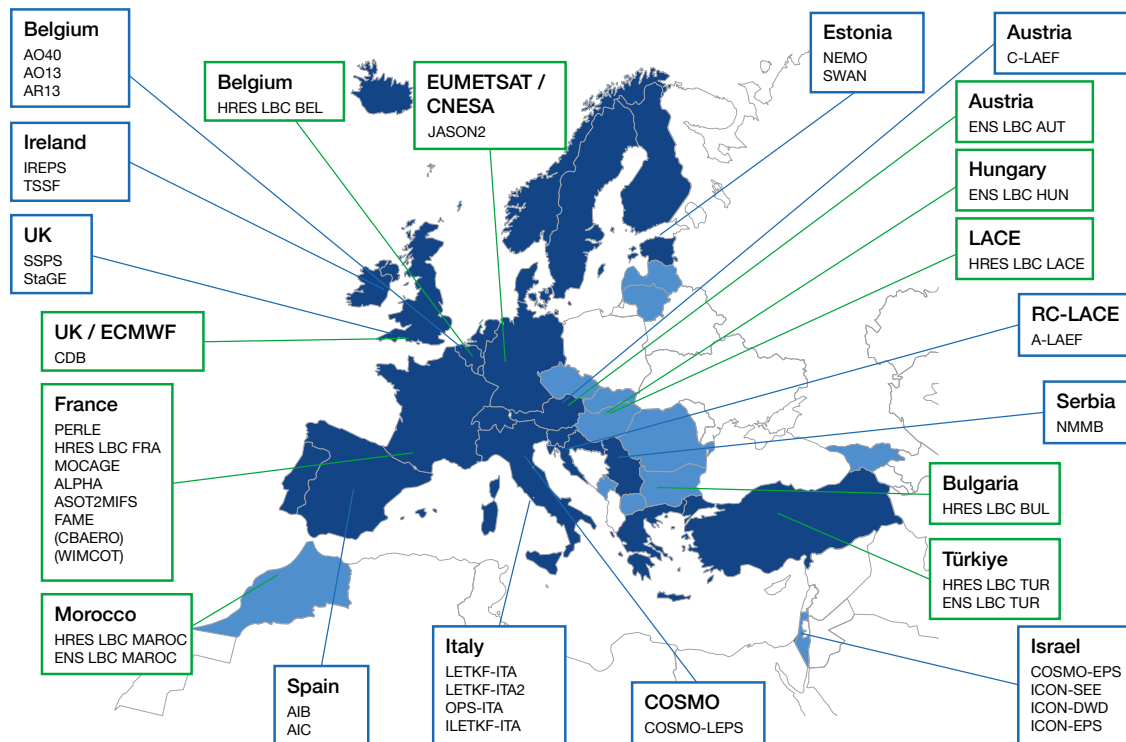 Belgium
AO40
AO13
AR13
Ireland
IREPS
TSSF
UK
SSPS
StaGE
UK / ECMWF
CDB
France
PERLE
HRES LBC FRA
MOCAGE
ALPHA
ASOT2MIFS
FAME
(CBAERO)
(WIMCOT)
Morocco
HRES LBC MAROC
ENS LBC MAROC
Belgium
HRES LBC BEL
EUMETSAT /
CNESA
JASON2
Spain
AIB
AIC
Italy
LETKF-ITA
LETKF-ITA2
OPS-ITA
ILETKF-ITA
COSMO
COSMO-LEPS
Estonia
NEMO
SWAN
Austria
C-LAEF
Austria
ENS LBC AUT
Hungary
ENS LBC HUN
LACE
HRES LBC LACE
RC-LACE
A-LAEF
Serbia
NMMB
Bulgaria
HRES LBC BUL
Türkiye
HRES LBC TUR
ENS LBC TUR
Israel
COSMO-EPS
ICON-SEE
ICON-DWD
ICON-EPS